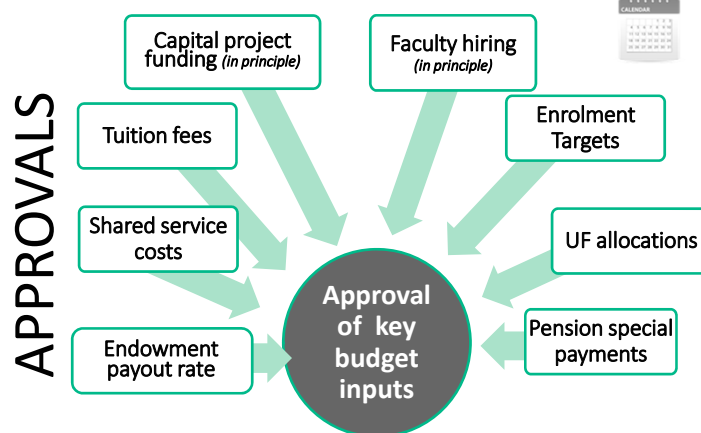 CALENDAR
APPROVALS
Capital project
funding (in principle)
Faculty hiring
(in principle)
Tuition fees
Enrolment
Targets
Shared service
costs
UF allocations
Endowment
payout rate
Pension special
payments
Approval
of key
budget
inputs